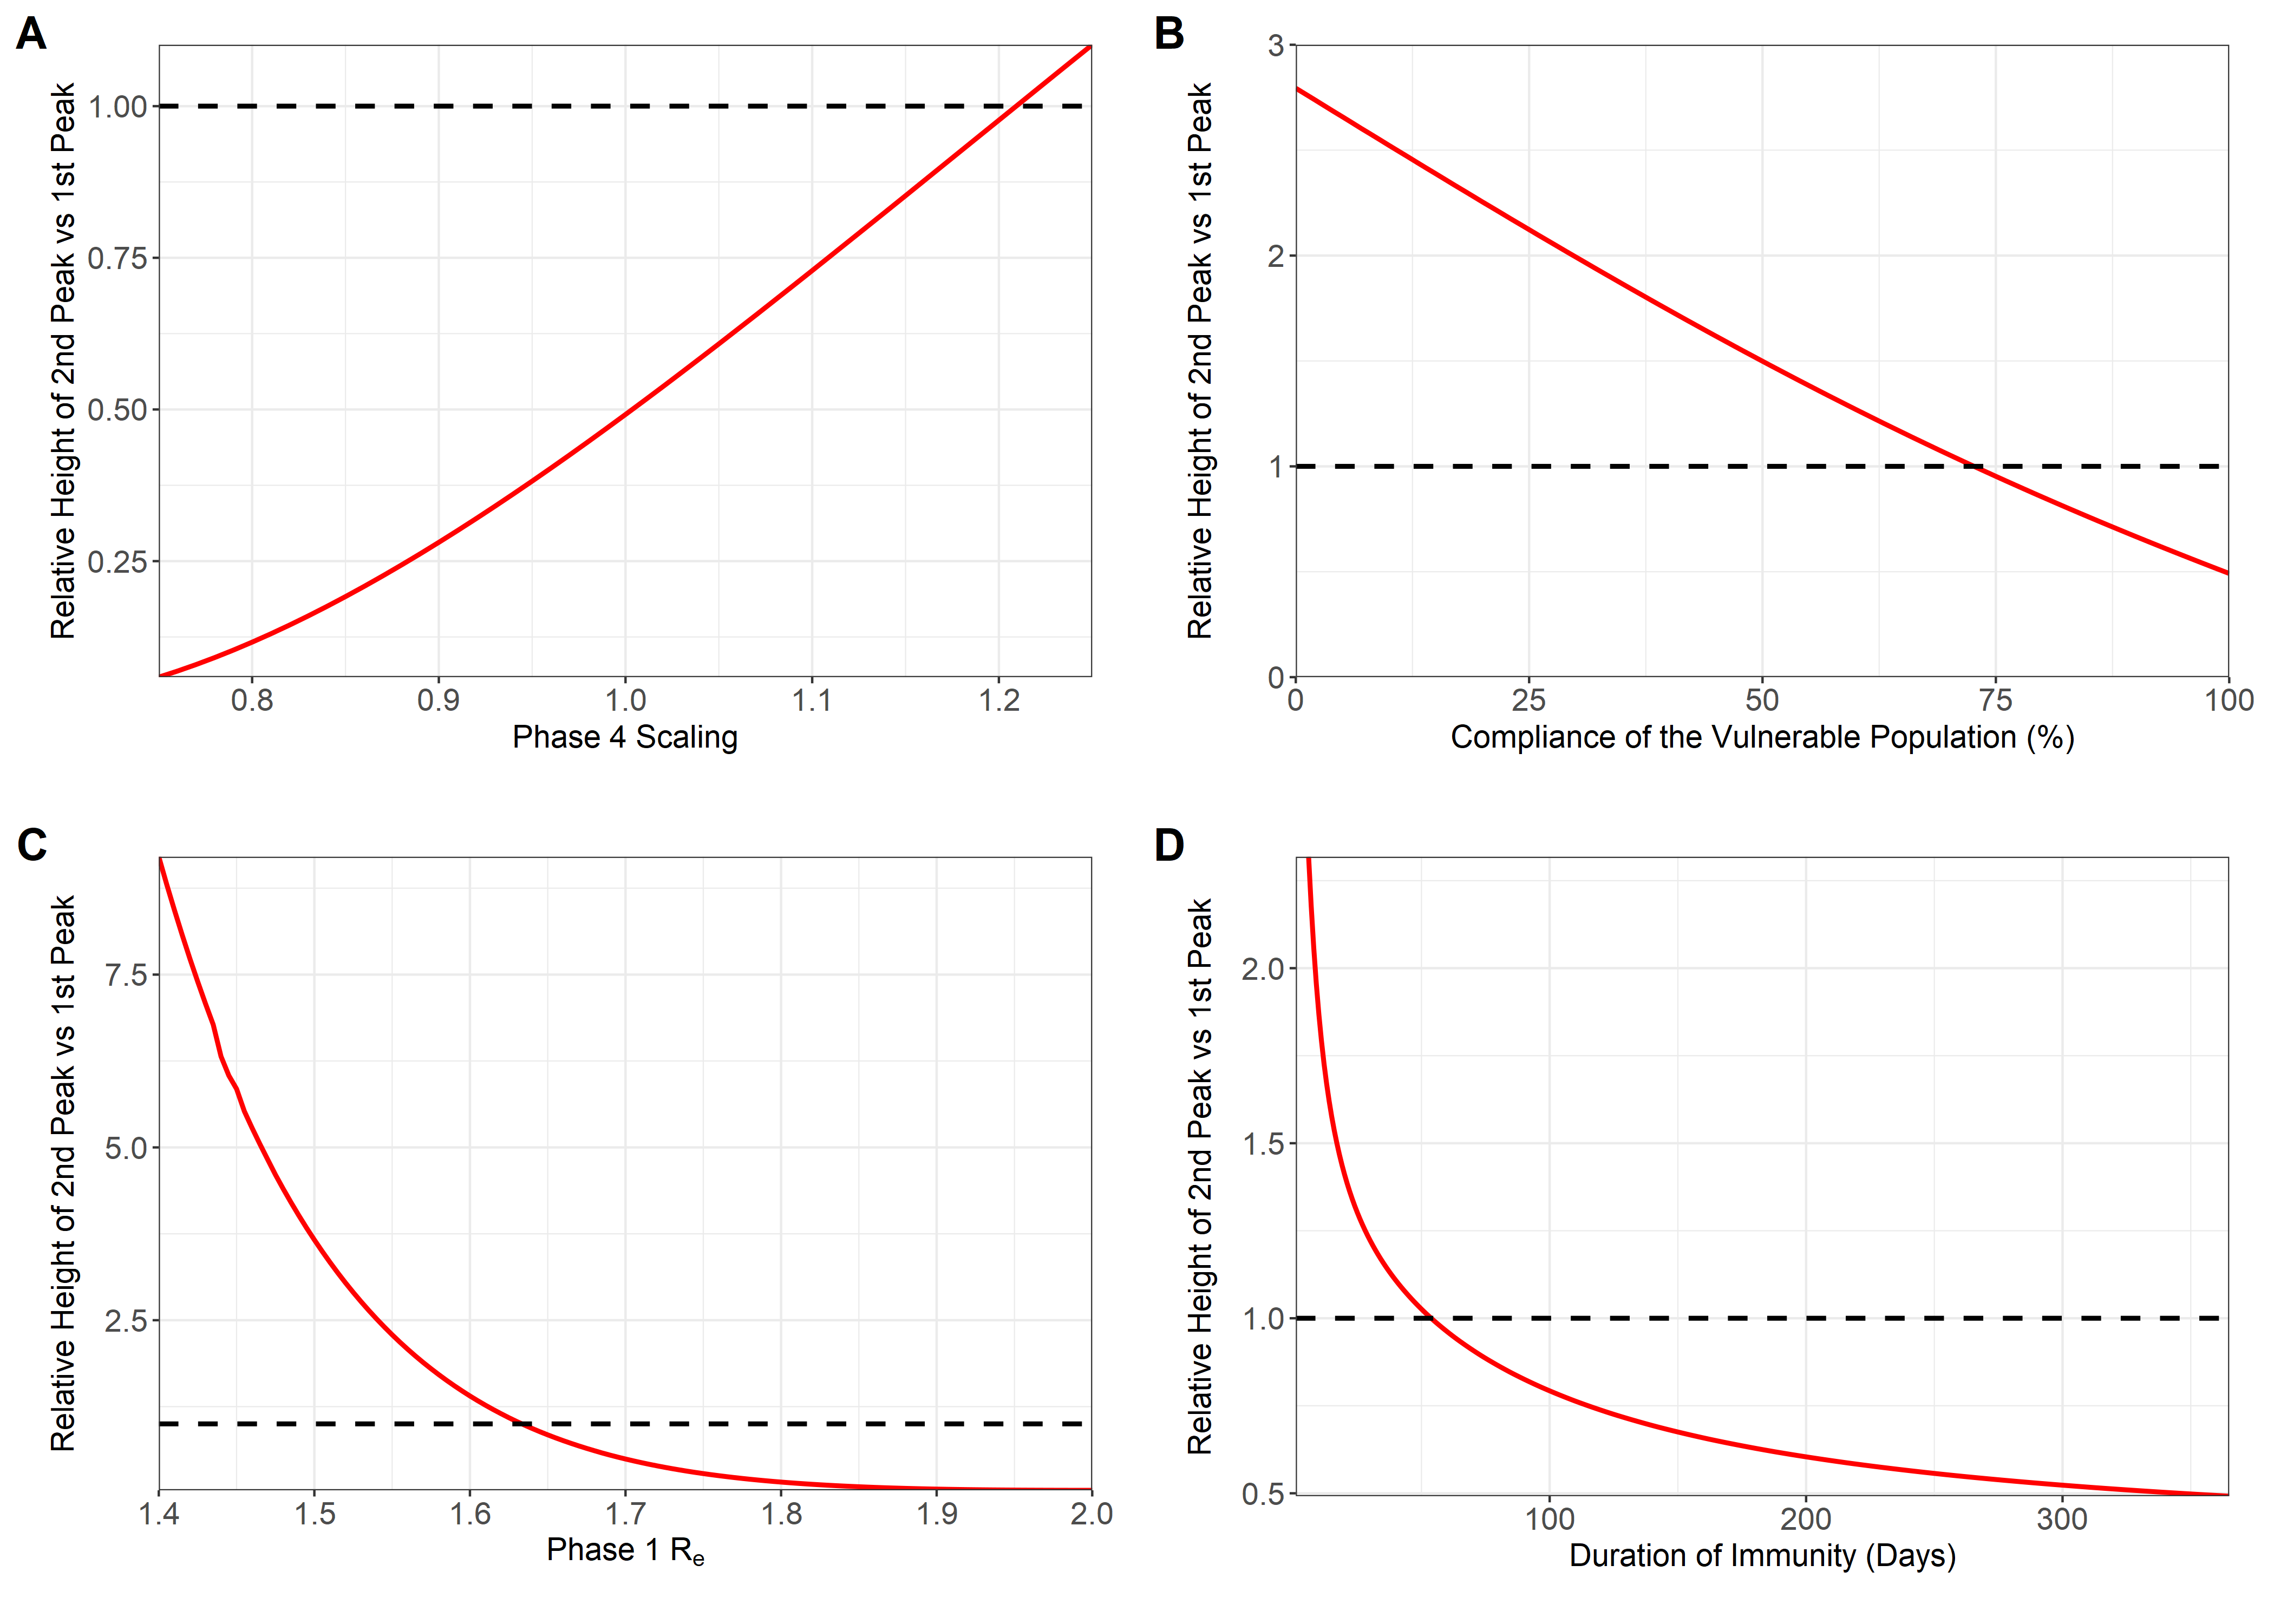 A
Relative Height of 2nd Peak vs 1st Peak
1.00
0.75
0.50
0.25
0.8 0.9 1.0 1.1 1.2
Phase 4 Scaling
B
Relative Height of 2nd Peak vs 1st Peak
3
2
1
0
0 25 50 75 100
Compliance of the Vulnerable Population (%)
C
Relative Height of 2nd Peak vs 1st Peak
7.5
5.0
2.5
1.4 1.5 1.6 1.7 1.8 1.9 2.0
Phase 1 Re
D
Relative Height of 2nd Peak vs 1st Peak
2.0
1.5
1.0
0.5
100 200 300
Duration of Immunity (Days)